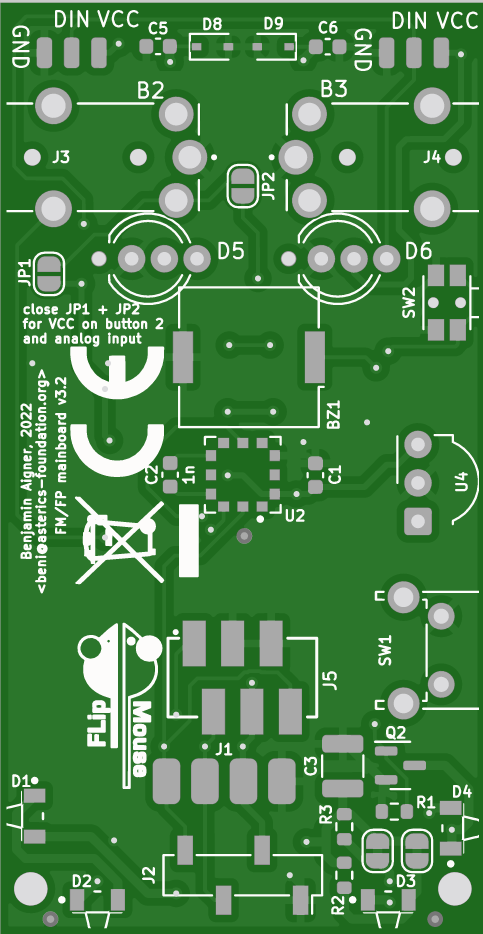 DIN VCC
GND
C5
D8
D9
DIN VCC
GND
B2
B3
J3
J4
JP2
D5
D6
JP1
SW2
close JP1 + JP2
for VCC on button 2
and analog input
BZ1
Benjamin Aigner, 2022
<beni@asterics-foundation.org>
FM/FP mainboard v3.2
C2
1n
C1
U4
U2
SW1
J5
FLip
Mouse
Q2
J1
C3
D1
D4
R1
R3
J2
D2
D3
R2